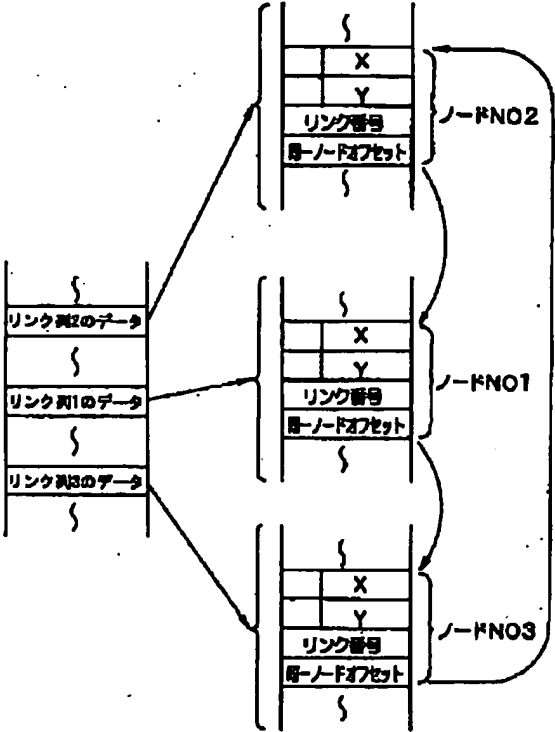 X
Y
リンク番号
同一ノードオフセット
ノードN02
リンク列2のデータ
リンク列1のデータ
リンク列3のデータ
X
Y
リンク番号
同一ノードオフセット
ノードN01
X
Y
リンク番号
同一ノードオフセット
ノードN03